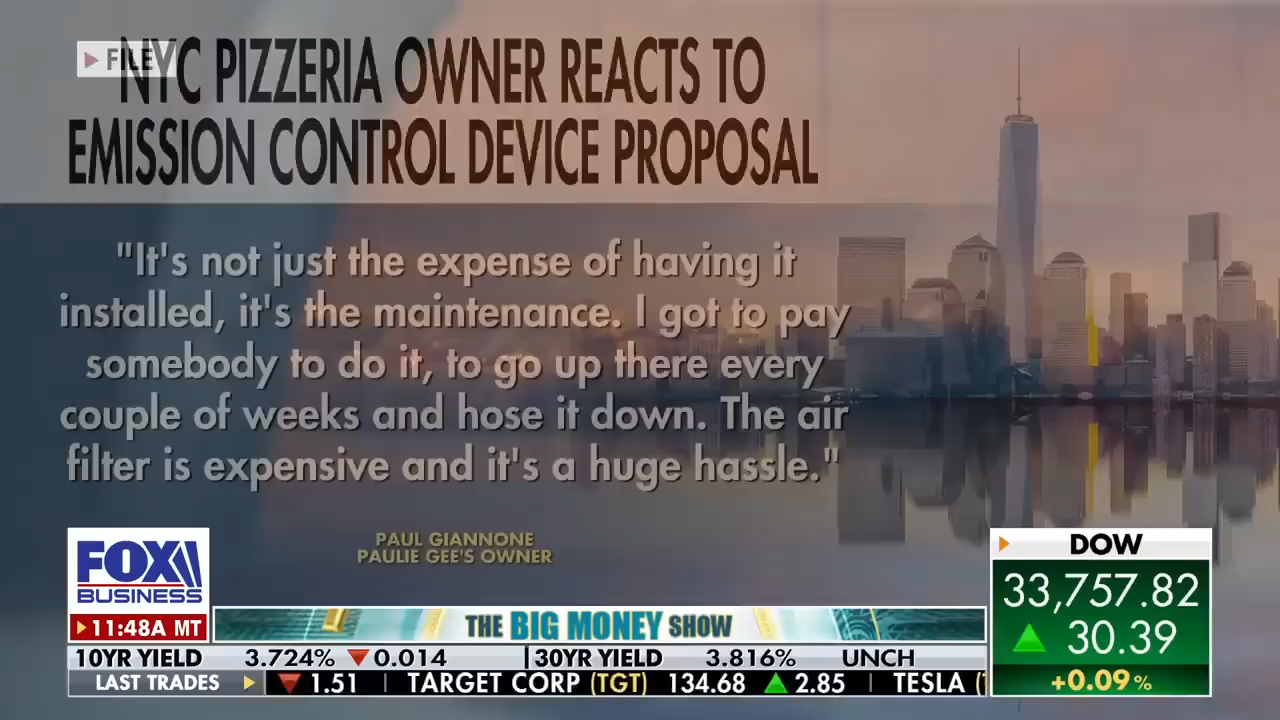 FILE
NYC PIZZERIA OWNER REACTS TO
EMISSION CONTROL DEVICE PROPOSAL
"It's not just the expense of having it
installed, it's the maintenance. I got to pay
somebody to do it, to go up there every
couple of weeks and hose it down. The air
filter is expensive and it's a huge hassle."
PAUL GIANNONE
PAULIE GEE'S OWNER
FOX
BUSINESS
11:48A MT
THE BIG MONEY SHOW
DOW
33,757.82
30.39
+0.09%
10YR YIELD 3.724% 0.014 30YR YIELD 3.816% UNCH
LAST TRADES 1.51 TARGET CORP (TGT) 134.68 2.85 TESLA (